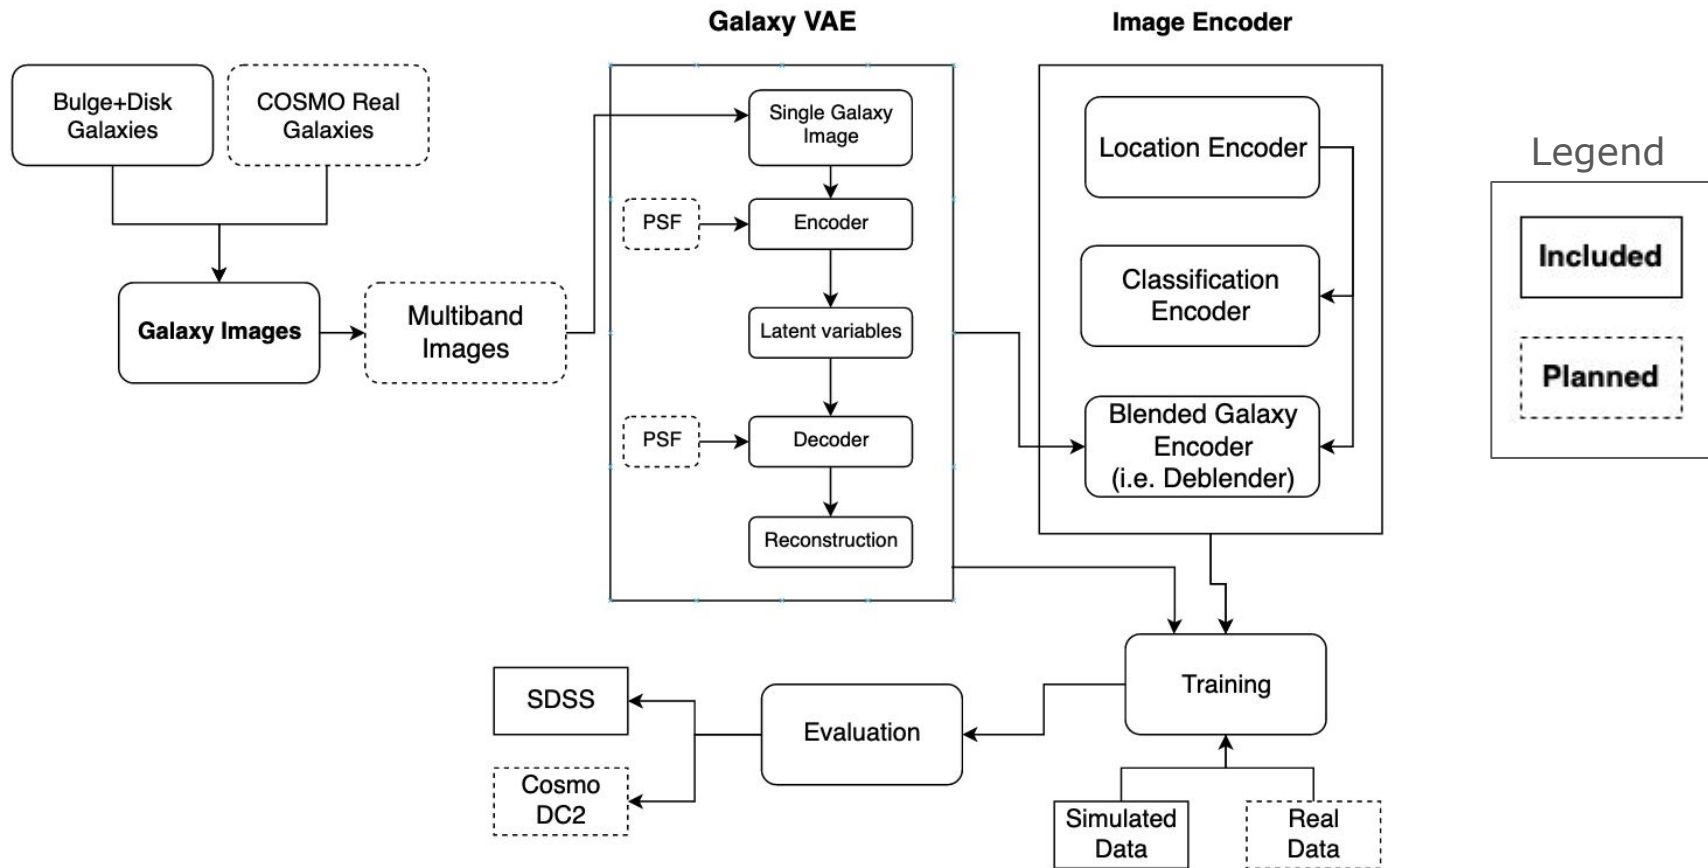 Galaxy VAE
Image Encoder
Bulge+Disk
Galaxies
COSMO Real
Galaxies
Galaxy Images
Multiband
Images
Single Galaxy
Image
PSF
Encoder
Latent variables
PSF
Decoder
Reconstruction
Location Encoder
Classification
Encoder
Blended Galaxy
Encoder
(i.e. Deblender)
Legend
Included
Planned
Training
Evaluation
SDSS
Cosmo
DC2
Simulated
Data
Real
Data